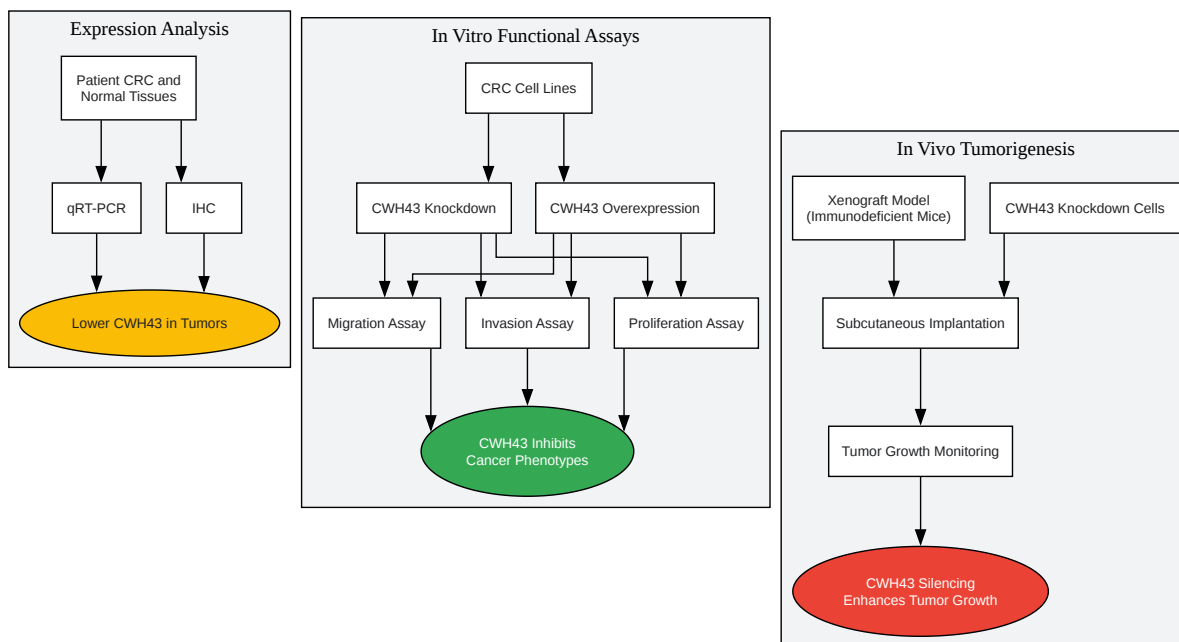 Expression Analysis
Patient CRC and
Normal Tissues
qRT-PCR
IHC
Lower CWH43 in Tumors
In Vitro Functional Assays
CRC Cell Lines
CWH43 Knockdown
CWH43 Overexpression
Migration Assay
Invasion Assay
Proliferation Assay
CWH43 Inhibits
Cancer Phenotypes
In Vivo Tumorigenesis
Xenograft Model
(Immunodeficient Mice)
CWH43 Knockdown Cells
Subcutaneous Implantation
Tumor Growth Monitoring
CWH43 Silencing
Enhances Tumor Growth